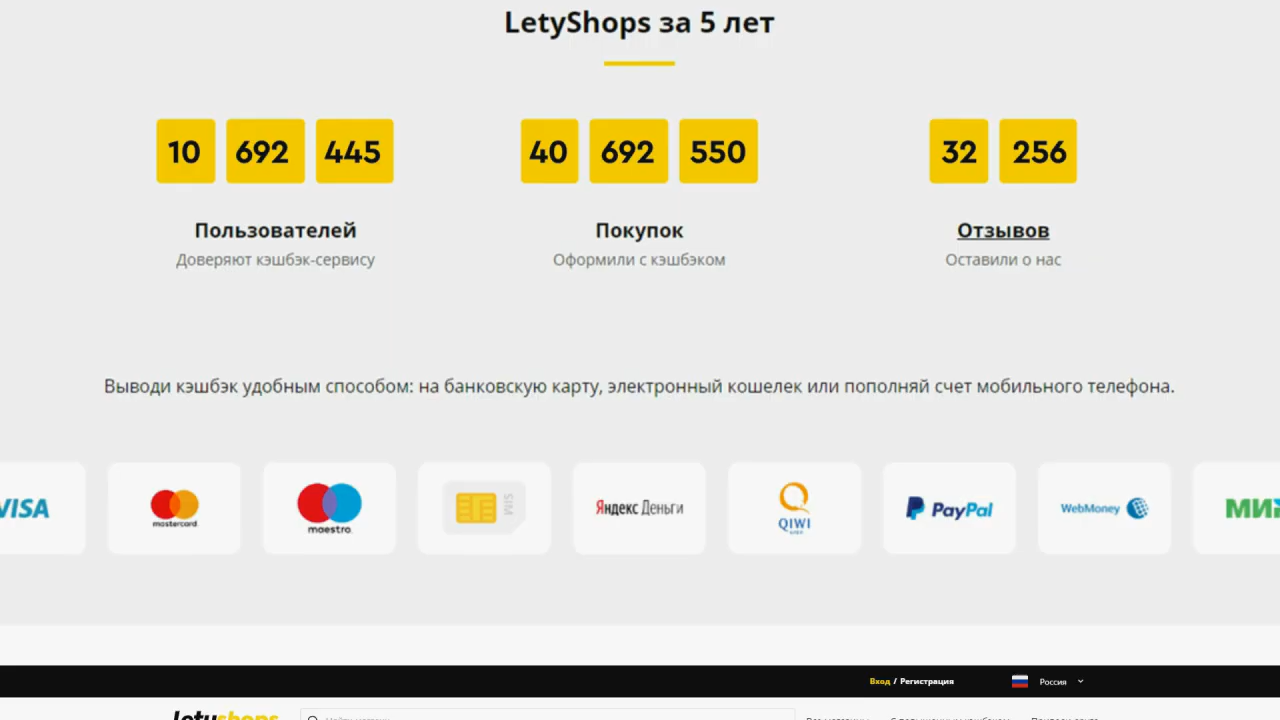 LetyShops за 5 лет
10 692 445
40 692 550
32 256
Пользователей
Покупок
Отзывов
Доверяют кэшбэк-сервису
Оформили с кэшбэком
Оставили о нас
Выводи кэшбэк удобным способом: на банковскую карту, электронный кошелек или пополняй счет мобильного телефона.
VISA
mastercard
maestro
SIM
Яндекс Деньги
QIWI
PayPal
WebMoney
МИ
Вход / Регистрация
Россия
letyshops